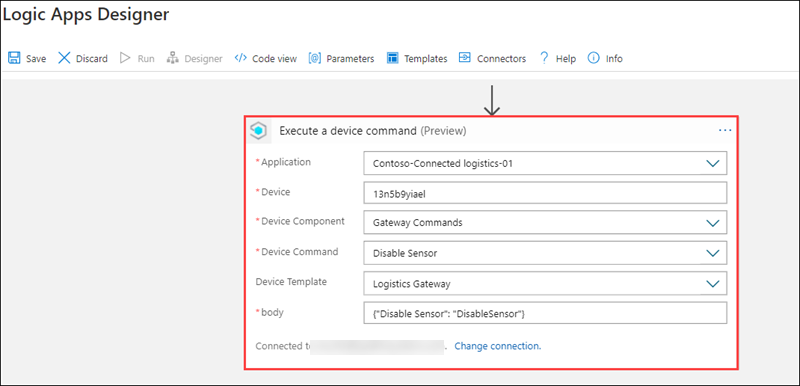 Logic Apps Designer
Save Discard Run Designer Code view Parameters Templates Connectors Help Info
Execute a device command (Preview)
*Application Contoso-Connected logistics-01
*Device 13n5b9yiael
*Device Component Gateway Commands
*Device Command Disable Sensor
Device Template Logistics Gateway
*body {"Disable Sensor": "DisableSensor"}
Connected to . Change connection.